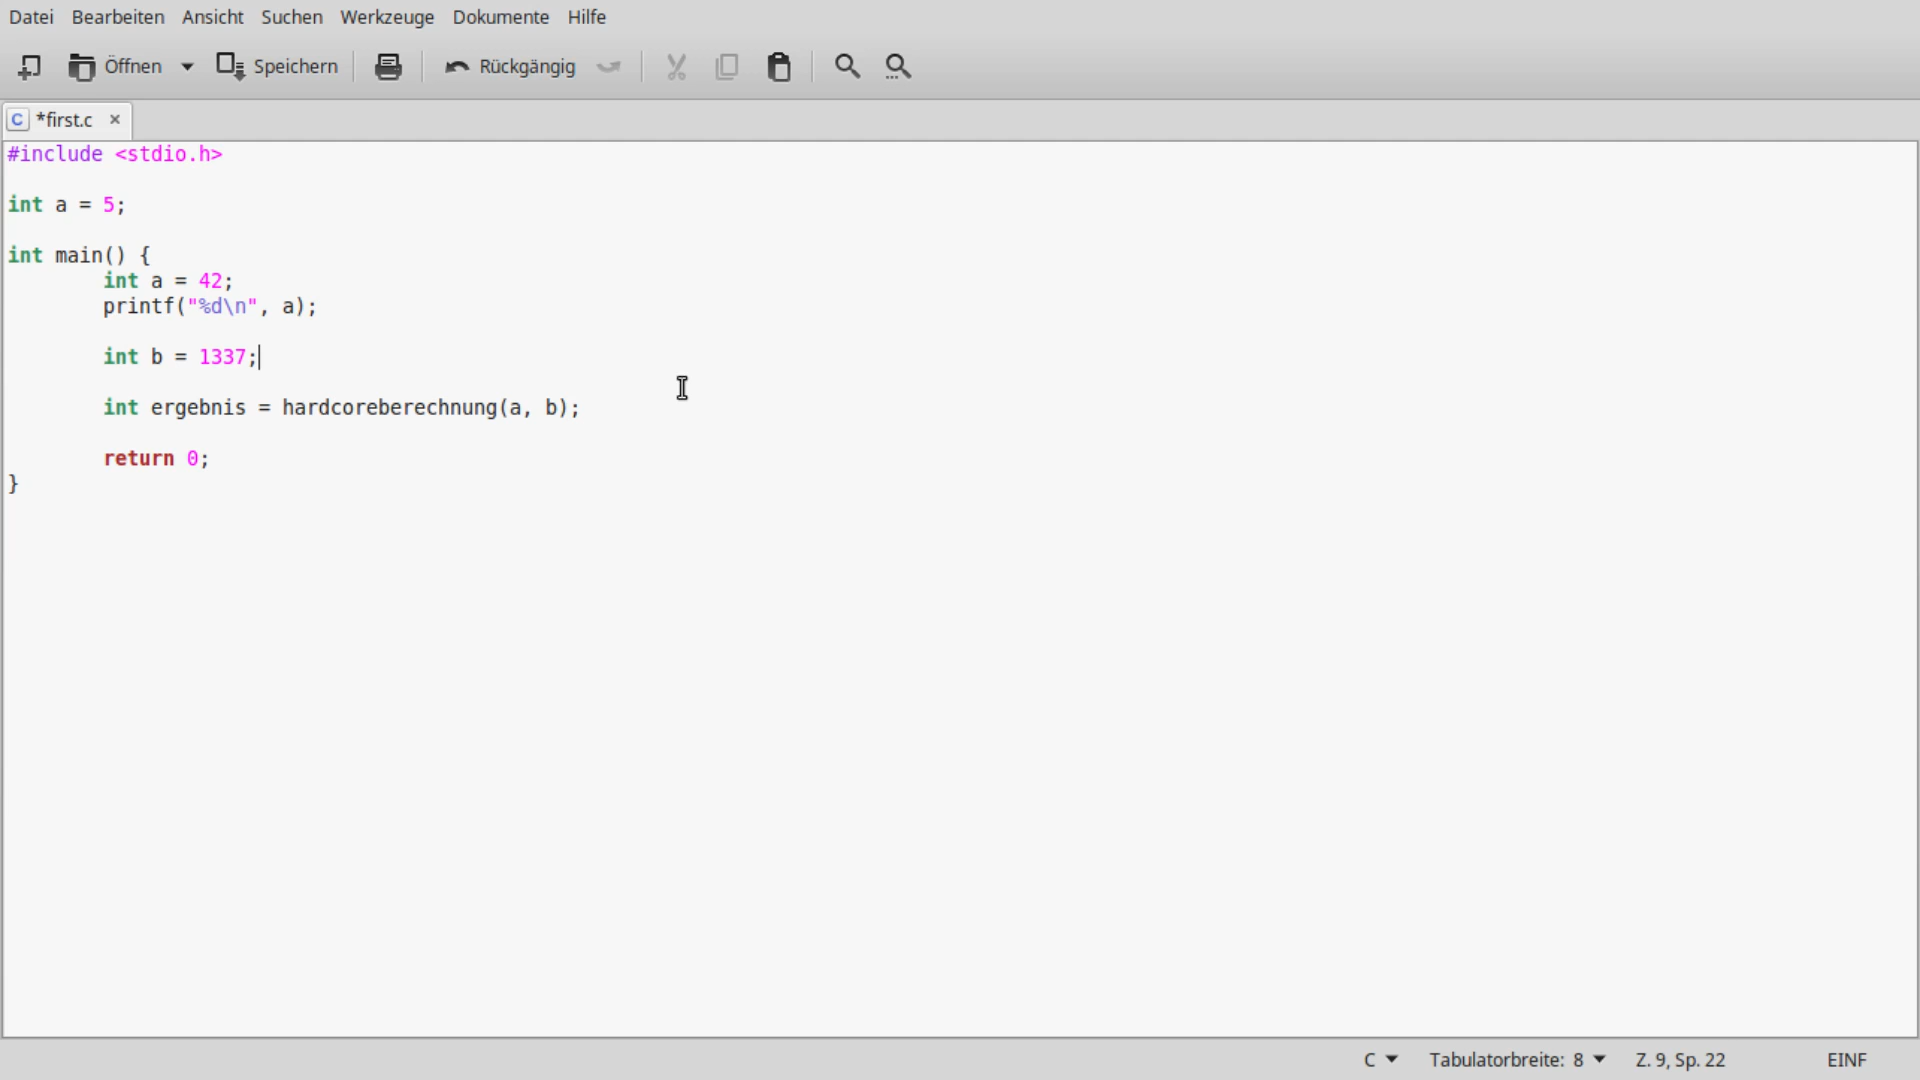 Datei Bearbeiten Ansicht Suchen Werkzeuge Dokumente Hilfe
Öffnen Speichern Rückgängig
C *first.c ×
#include <stdio.h>
int a = 5;
int main() {
int a = 42;
printf("%d\n", a);
int b = 1337;
int ergebnis = hardcoreberechnung(a, b);
return 0;
}
C Tabulatorbreite: 8 Z. 9, Sp. 22 EINF